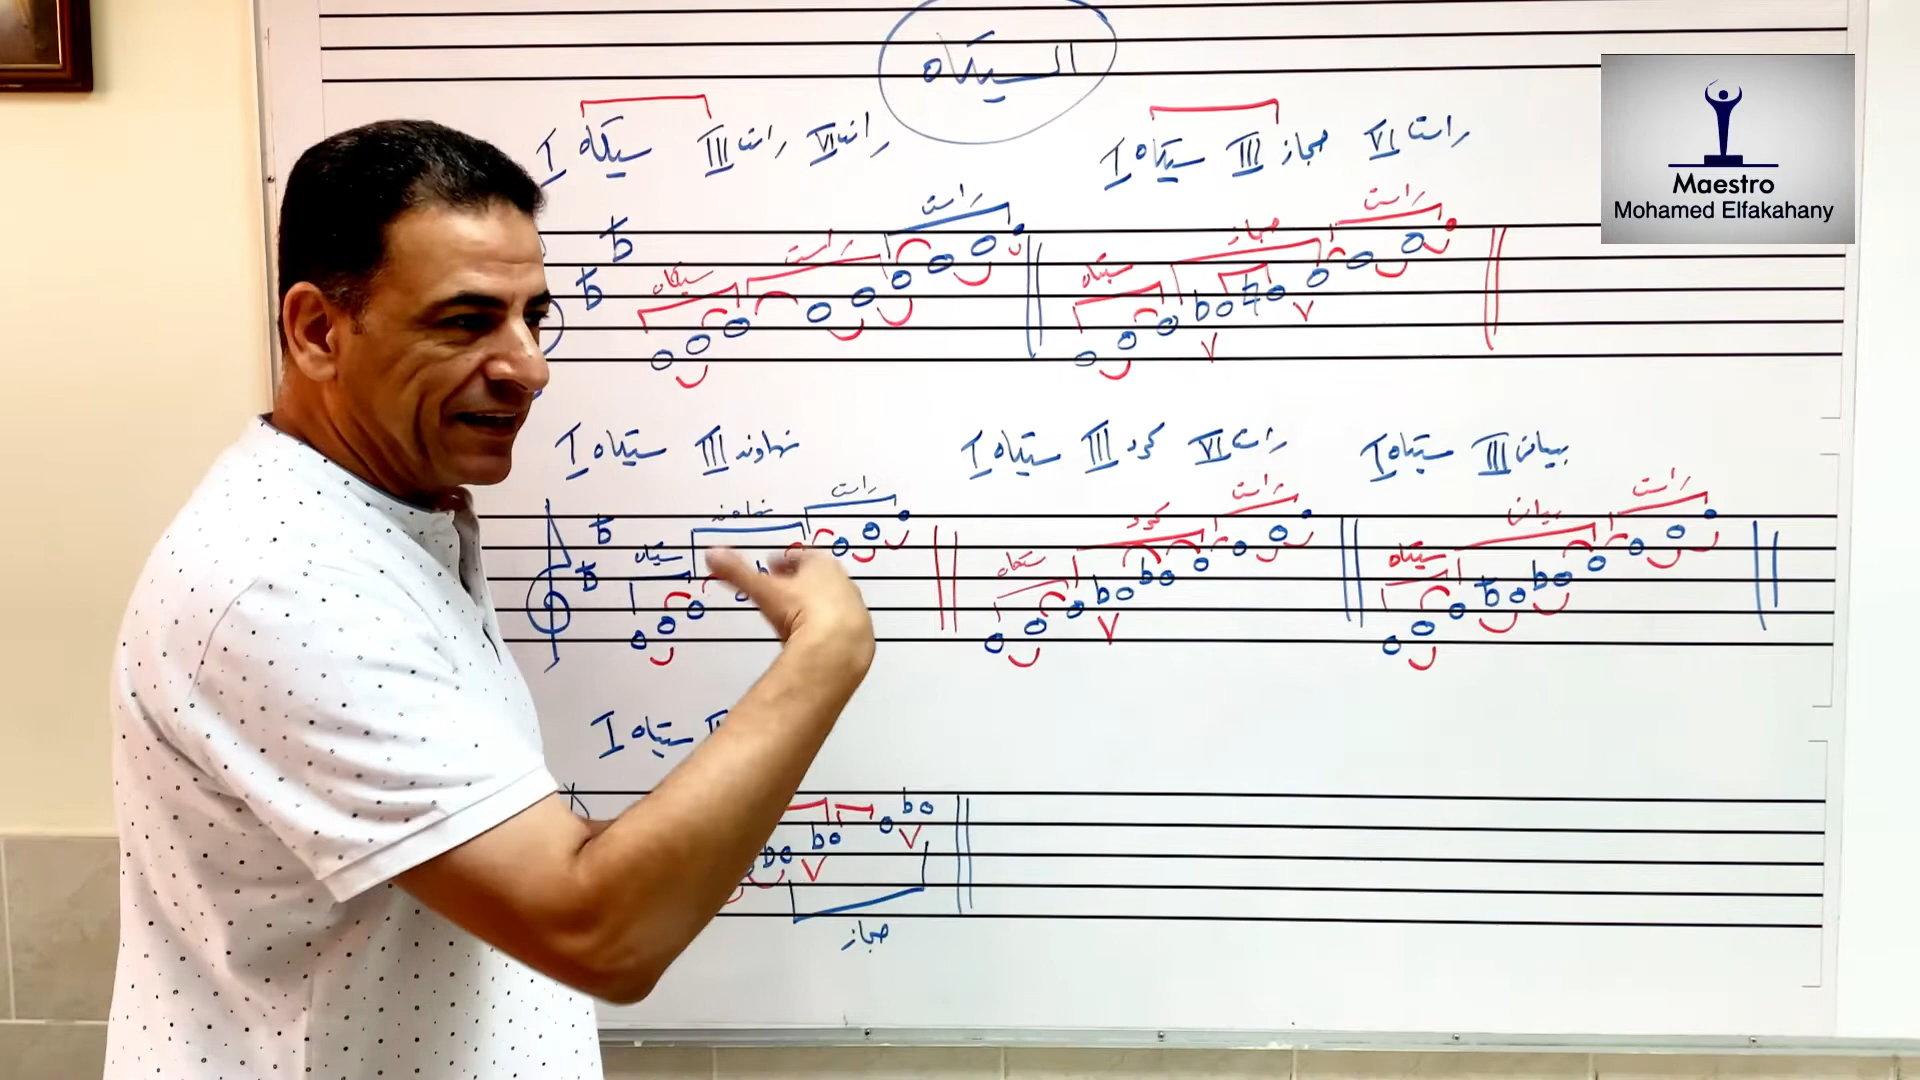 السيكاه
I سيكاه III راست VI راست
I سيكاه III حجاز VI راست
سيكاه راست راست
سيكاه حجاز راست
I سيكاه III نهاوند
I سيكاه III كرد VI راست
I سيكاه III بياتى
سيكاه نهاوند راست
سيكاه كرد راست
سيكاه بياتى راست
I سيكاه
حجاز
Maestro
Mohamed Elfakahany